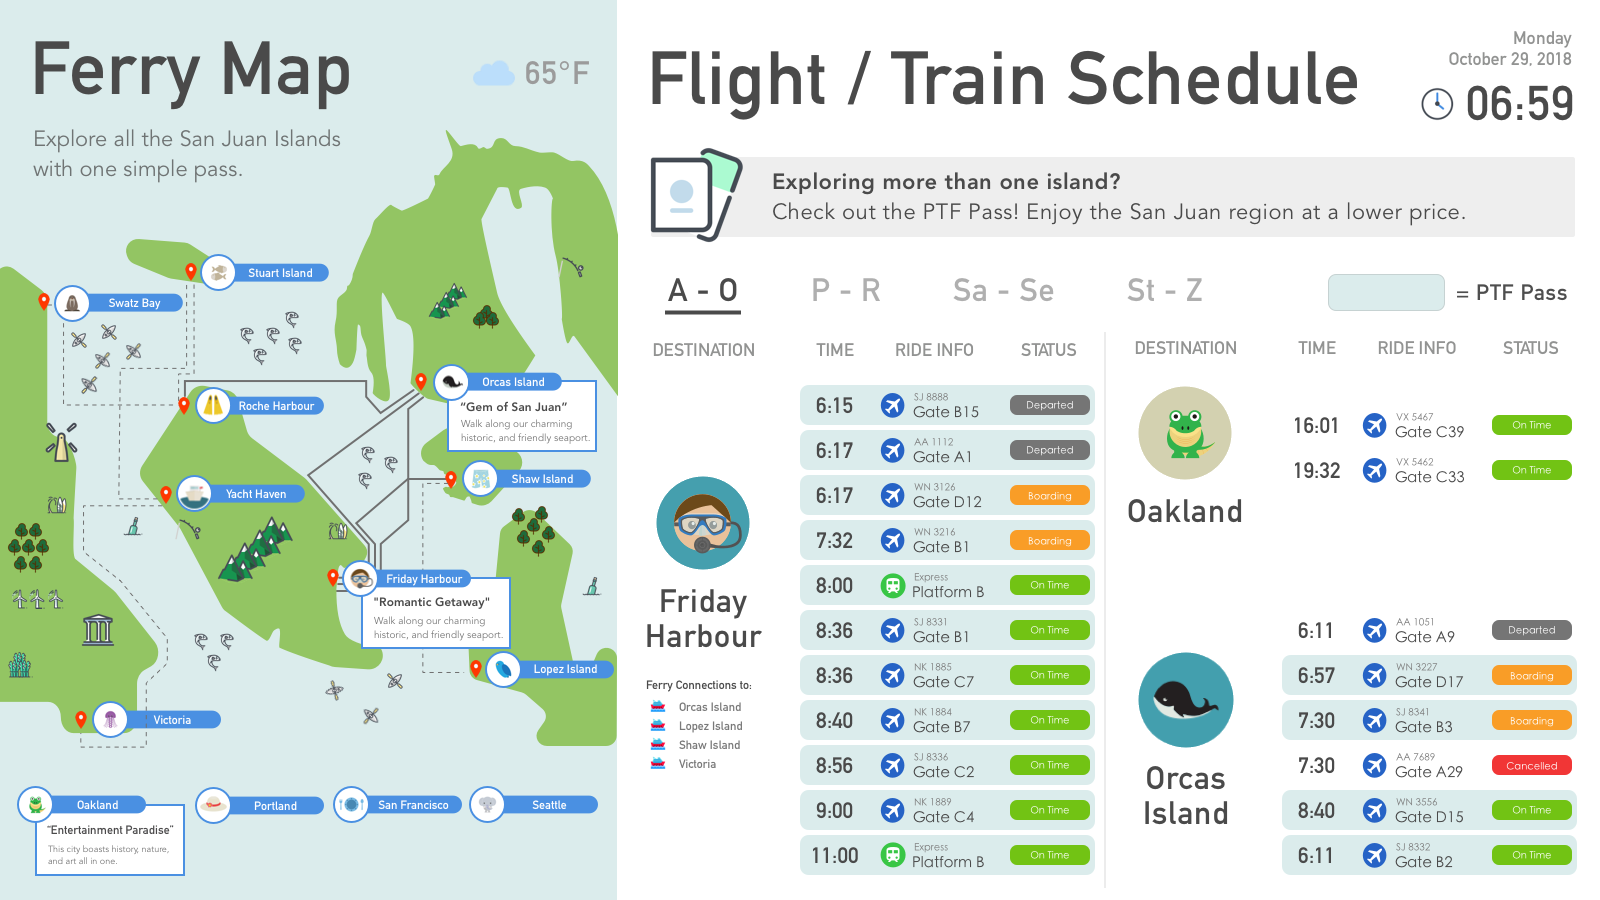 Ferry Map
65°F
Explore all the San Juan Islands
with one simple pass.
Stuart Island
Swatz Bay
Orcas Island
"Gem of San Juan"
Walk along our charming
historic, and friendly seaport.
Roche Harbour
Shaw Island
Yacht Haven
Friday Harbour
"Romantic Getaway"
Walk along our charming
historic, and friendly seaport.
Lopez Island
Victoria
Oakland
Portland
San Francisco
Seattle
"Entertainment Paradise"
This city boasts history, nature,
and art all in one.
Flight / Train Schedule
Monday
October 29, 2018
06:59
Exploring more than one island?
Check out the PTF Pass! Enjoy the San Juan region at a lower price.
A - O
P - R
Sa - Se
St - Z
= PTF Pass
DESTINATION TIME RIDE INFO STATUS
Friday
Harbour
Ferry Connections to:
Orcas Island
Lopez Island
Shaw Island
Victoria
6:15 SJ 8888 Gate B15 Departed
6:17 AA 1112 Gate A1 Departed
6:17 WN 3126 Gate D12 Boarding
7:32 WN 3216 Gate B1 Boarding
8:00 Express Platform B On Time
8:36 SJ 8331 Gate B1 On Time
8:36 NK 1885 Gate C7 On Time
8:40 NK 1884 Gate B7 On Time
8:56 SJ 8336 Gate C2 On Time
9:00 NK 1889 Gate C4 On Time
11:00 Express Platform B On Time
DESTINATION TIME RIDE INFO STATUS
Oakland
16:01 VX 5467 Gate C39 On Time
19:32 VX 5462 Gate C33 On Time
Orcas
Island
6:11 AA 1051 Gate A9 Departed
6:57 WN 3227 Gate D17 Boarding
7:30 SJ 8341 Gate B3 Boarding
7:30 AA 7689 Gate A29 Cancelled
8:40 WN 3556 Gate D15 On Time
6:11 SJ 8332 Gate B2 On Time